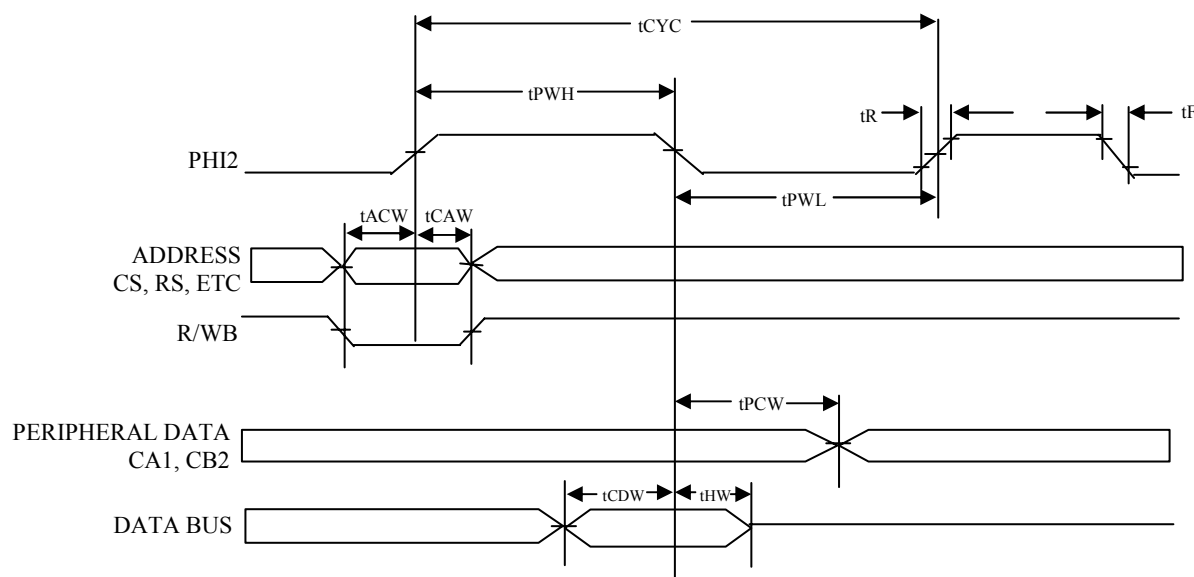 tCYC
tPWH
tR
tF
PHI2
tPWL
tACW
tCAW
ADDRESS
CS, RS, ETC
R/WB
tPCW
PERIPHERAL DATA
CA1, CB2
tCDW
tHW
DATA BUS